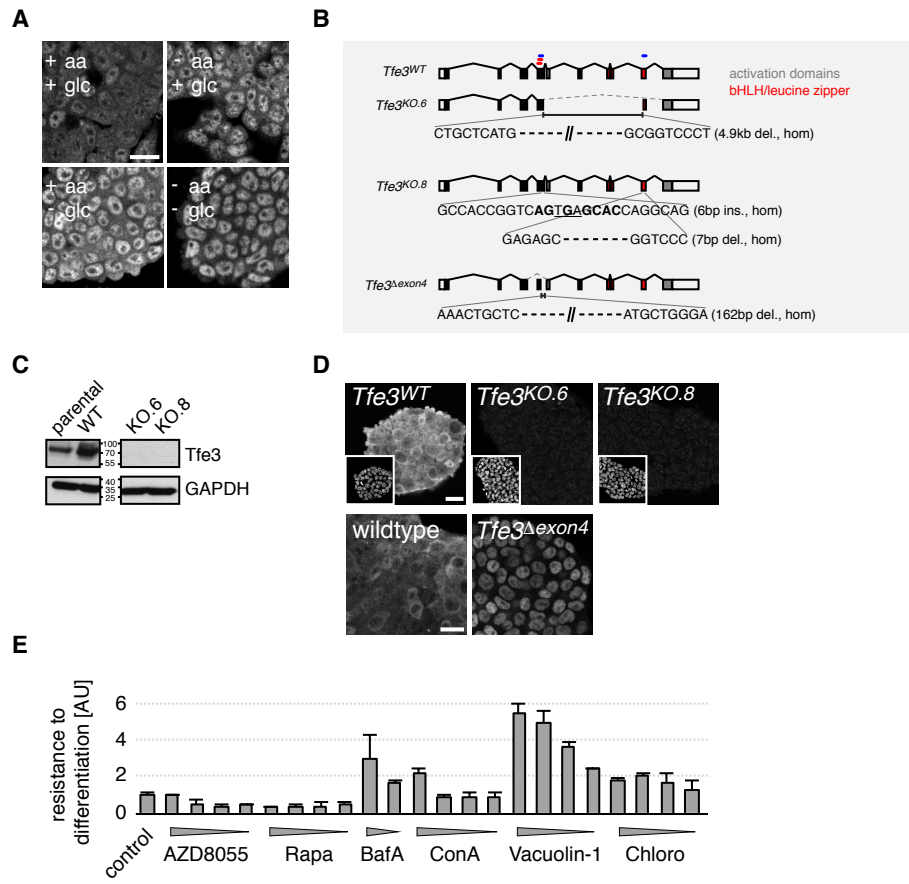 A
+ aa
+ glc
- aa
+ glc
+ aa
- glc
- aa
- glc
B
Tfe3WT
activation domains
bHLH/leucine zipper
Tfe3KO.6
CTGCTCATG ------ // ------ GCGGTCCCT (4.9kb del., hom)
Tfe3KO.8
GCCACCGGTCAGTGAGCACCAGGCAG (6bp ins., hom)
GAGAGC --------- GGTCCC (7bp del., hom)
Tfe3Δexon4
AAACTGCTC ------ // ------ ATGCTGGGA (162bp del., hom)
C
parental
WT
KO.6
KO.8
100
70
55
Tfe3
40
35
25
GAPDH
D
Tfe3WT
Tfe3KO.6
Tfe3KO.8
wildtype
Tfe3Δexon4
E
resistance to
differentiation [AU]
6
4
2
0
control
AZD8055
Rapa
BafA
ConA
Vacuolin-1
Chloro